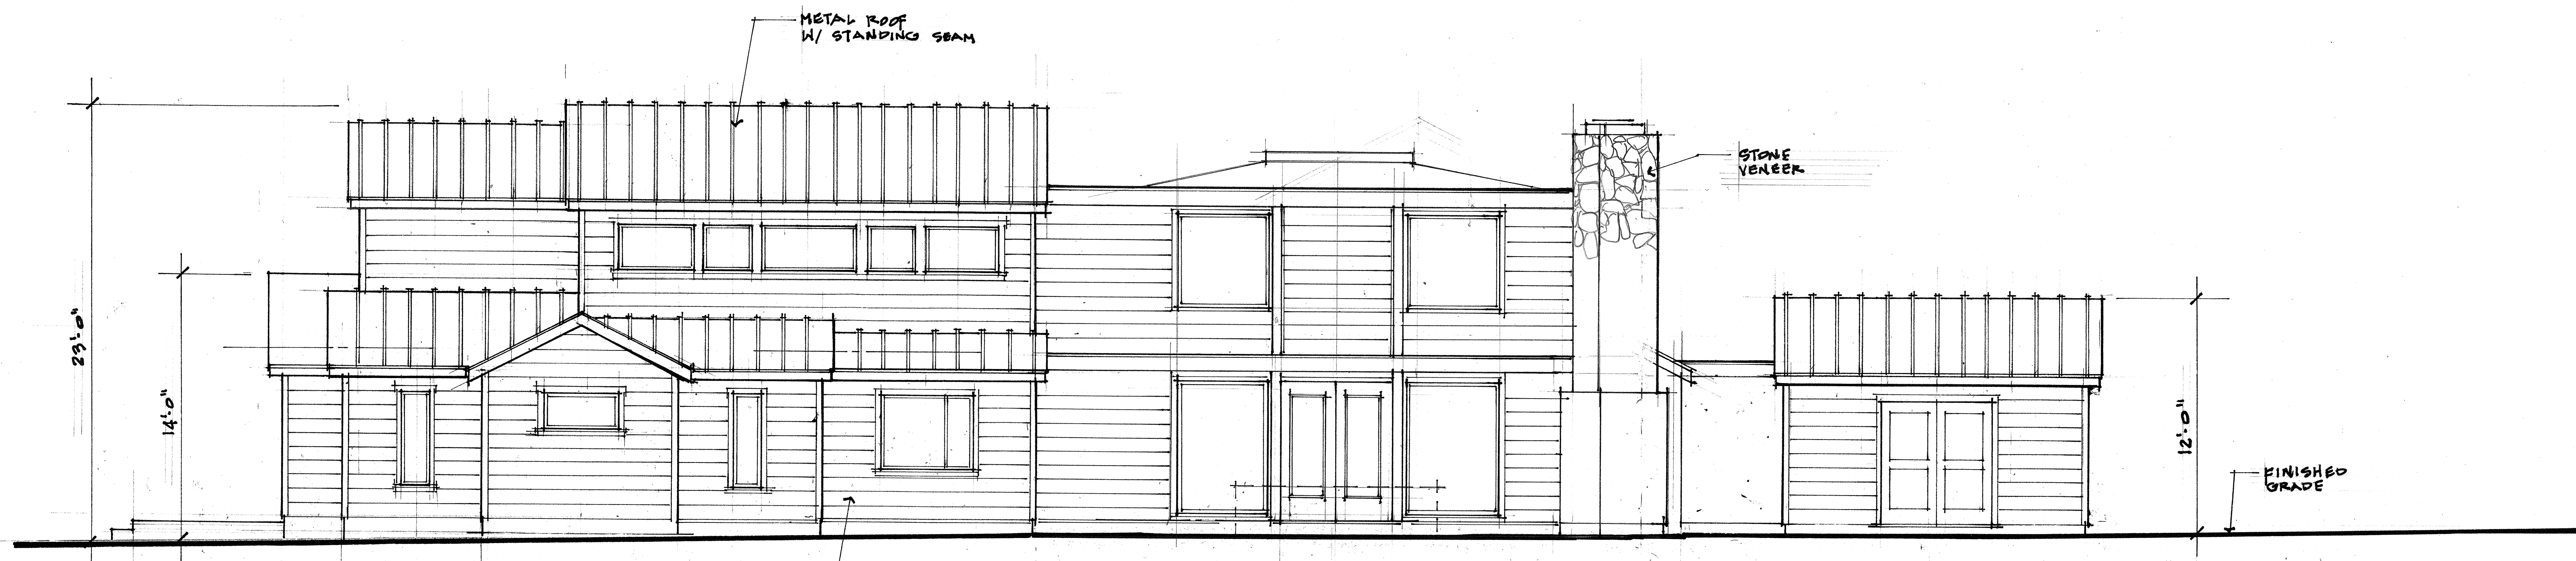 METAL ROOF
W/ STANDING SEAM
STONE
VENEER
23'-0"
14'-0"
12'-0"
FINISHED
GRADE